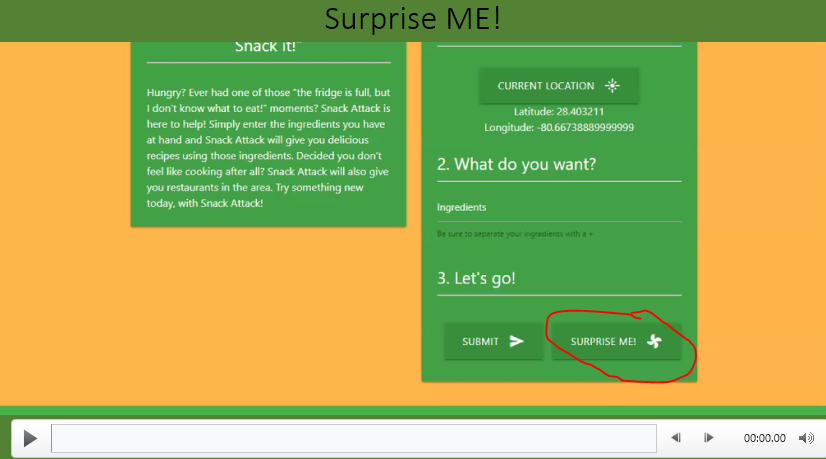 Surprise ME!
Snack it!"
Hungry? Ever had one of those "the fridge is full, but
I don't know what to eat!" moments? Snack Attack is
here to help! Simply enter the ingredients you have
at hand and Snack Attack will give you delicious
recipes using those ingredients. Decided you don't
feel like cooking after all? Snack Attack will also give
you restaurants in the area. Try something new
today, with Snack Attack!
CURRENT LOCATION
Latitude: 28.403211
Longitude: -80.66738889999999
2. What do you want?
Ingredients
Be sure to separate your ingredients with a +
3. Let's go!
SUBMIT
SURPRISE ME!
00:00.00